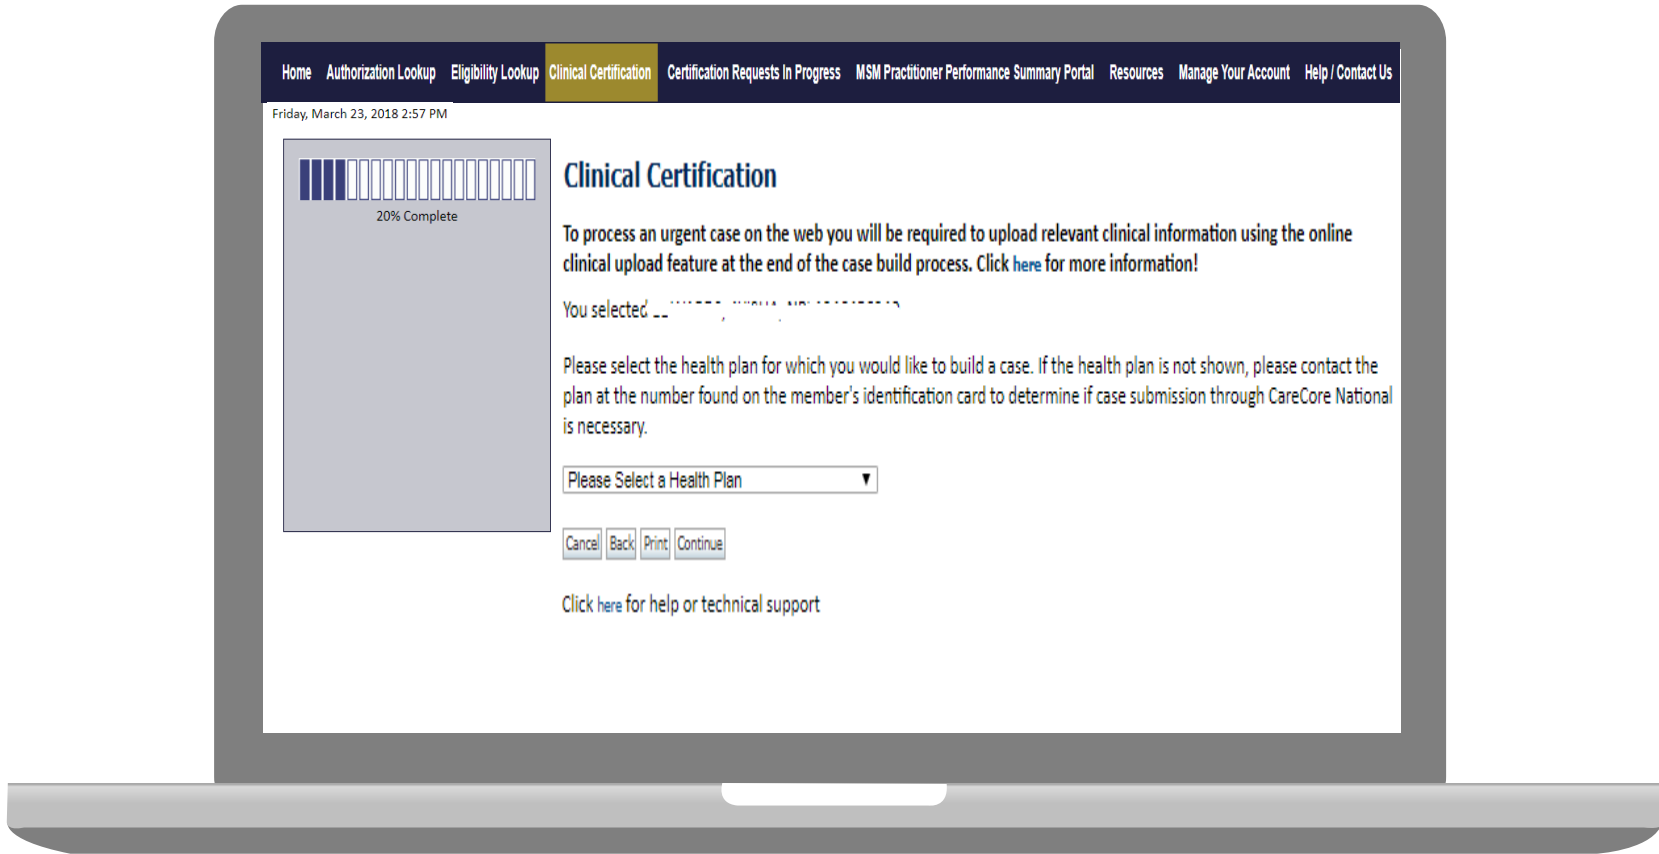 Home Authorization Lookup Eligibility Lookup Clinical Certification Certification Requests In Progress MSM Practitioner Performance Summary Portal Resources Manage Your Account Help / Contact Us
Friday, March 23, 2018 2:57 PM
20% Complete
Clinical Certification
To process an urgent case on the web you will be required to upload relevant clinical information using the online
clinical upload feature at the end of the case build process. Click here for more information!
You selected
Please select the health plan for which you would like to build a case. If the health plan is not shown, please contact the
plan at the number found on the member's identification card to determine if case submission through CareCore National
is necessary.
Please Select a Health Plan
Cancel Back Print Continue
Click here for help or technical support